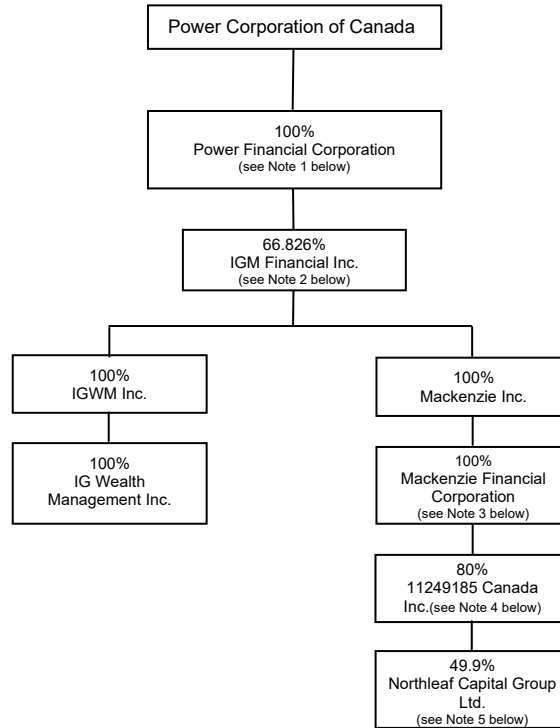 Power Corporation of Canada
100%
Power Financial Corporation
(see Note 1 below)
66.826%
IGM Financial Inc.
(see Note 2 below)
100%
IGWM Inc.
100%
IG Wealth
Management Inc.
100%
Mackenzie Inc.
100%
Mackenzie Financial
Corporation
(see Note 3 below)
80%
11249185 Canada
Inc.(see Note 4 below)
49.9%
Northleaf Capital Group
Ltd.
(see Note 5 below)